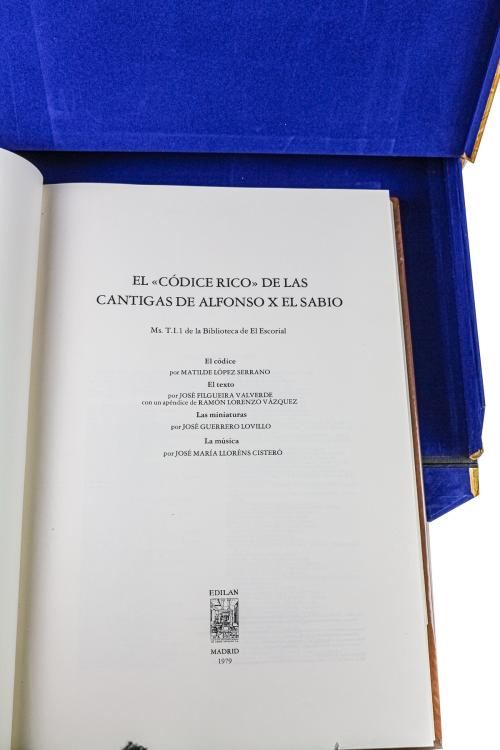 EL «CÓDICE RICO» DE LAS
CANTIGAS DE ALFONSO X EL SABIO
Ms. T.I.1 de la Biblioteca de El Escorial
El códice
por MATILDE LÓPEZ SERRANO
El texto
por JOSÉ FILGUEIRA VALVERDE
con un apéndice de RAMÓN LORENZO VÁZQUEZ
Las miniaturas
por JOSÉ GUERRERO LOVILLO
La música
por JOSÉ MARÍA LLORÉNS CISTERÓ
EDILAN
MADRID
1979